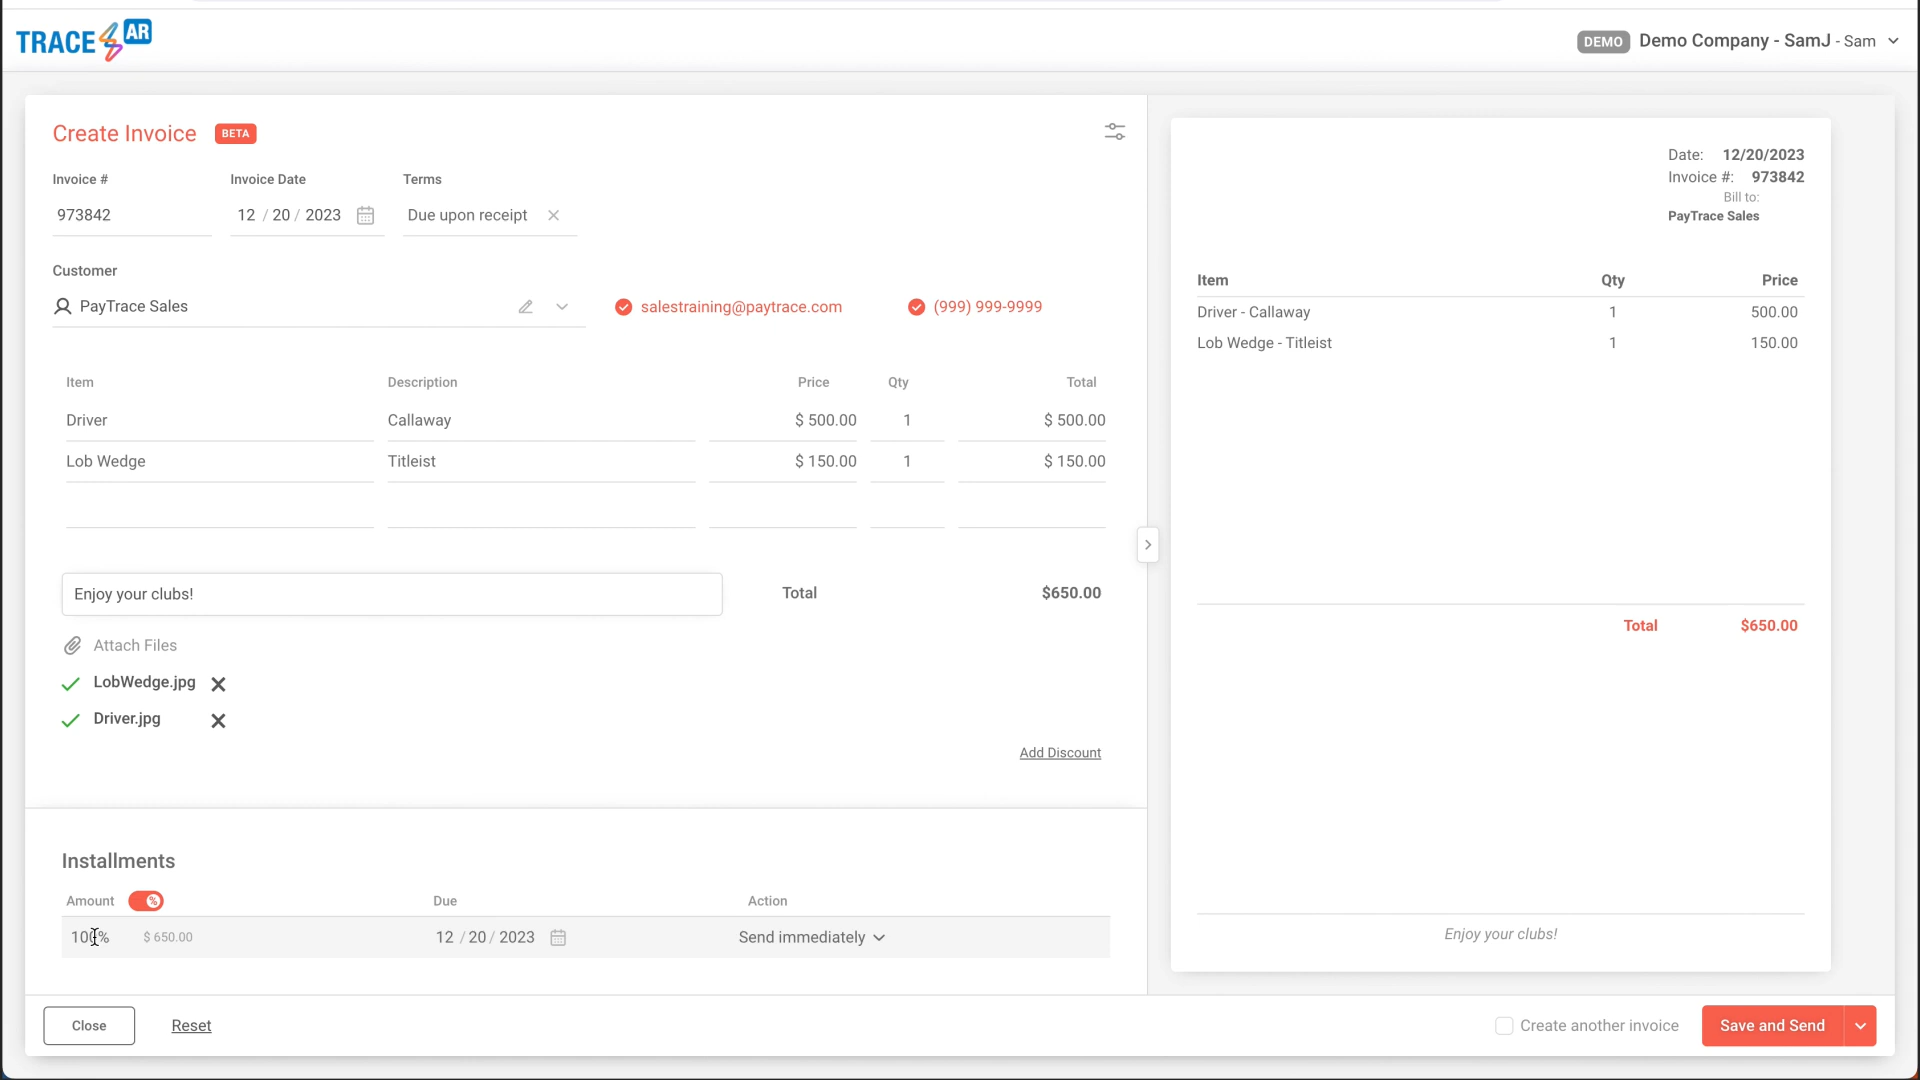 TRACE AR
DEMO Demo Company - SamJ - Sam
Create Invoice BETA
Invoice # Invoice Date Terms
973842 12 / 20 / 2023 Due upon receipt
Customer
PayTrace Sales salestraining@paytrace.com (999) 999-9999
Item Description Price Qty Total
Driver Callaway $ 500.00 1 $ 500.00
Lob Wedge Titleist $ 150.00 1 $ 150.00
Enjoy your clubs! Total $650.00
Attach Files
LobWedge.jpg
Driver.jpg
Add Discount
Installments
Amount % Due Action
100% $ 650.00 12 / 20 / 2023 Send immediately
Close Reset
Date: 12/20/2023
Invoice #: 973842
Bill to:
PayTrace Sales
Item Qty Price
Driver - Callaway 1 500.00
Lob Wedge - Titleist 1 150.00
Total $650.00
Enjoy your clubs!
Create another invoice Save and Send